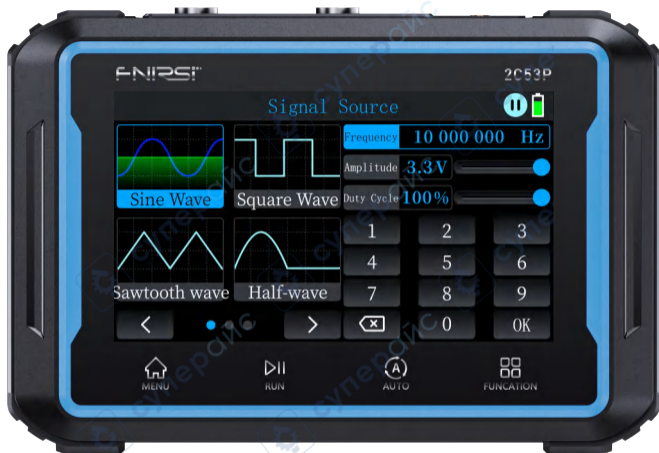 FNIRSI
2C53P
Signal Source
Frequency 10 000 000 Hz
Amplitude 3.3V
Duty Cycle 100%
Sine Wave
Square Wave
Sawtooth wave
Half-wave
1 2 3
4 5 6
7 8 9
0 OK
MENU
RUN
A
AUTO
FUNCATION
суперайс